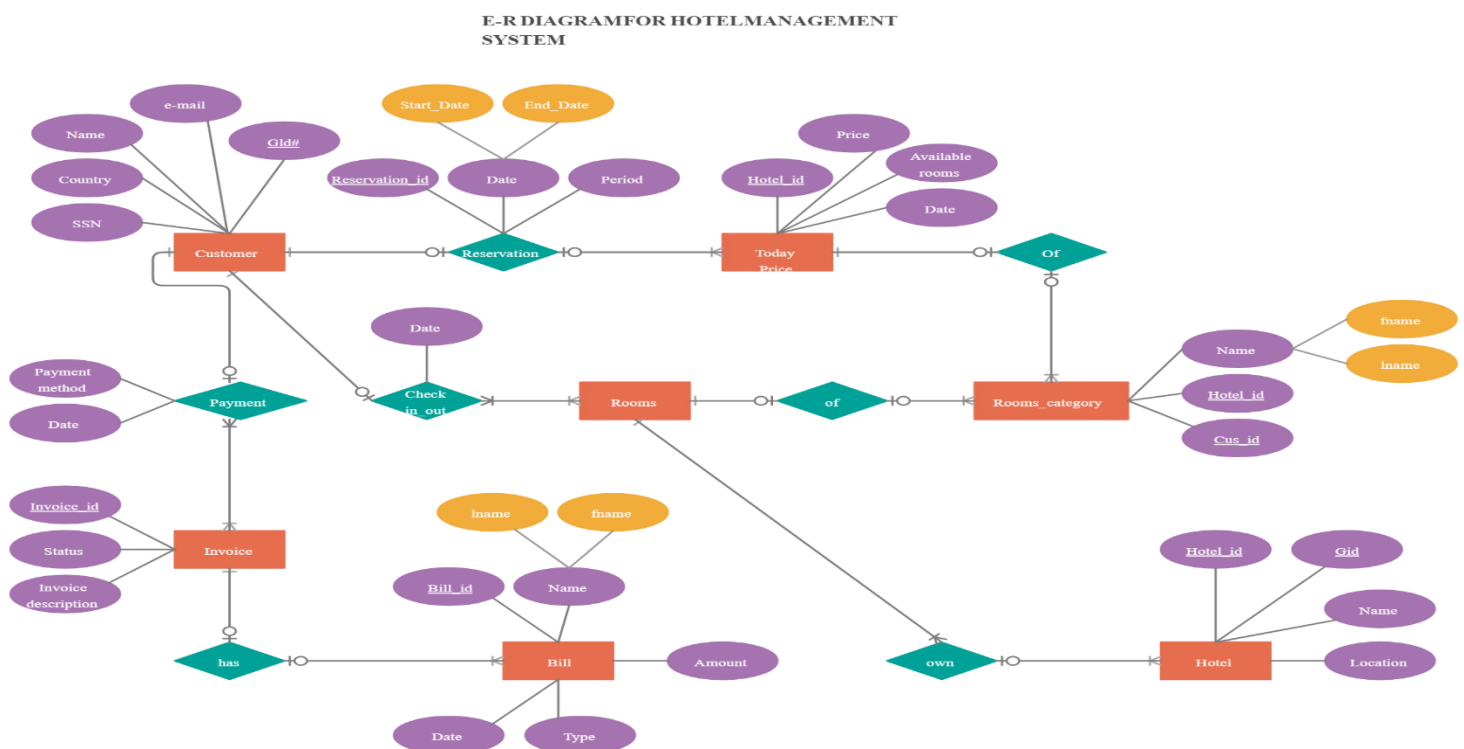 E-R DIAGRAMFOR HOTELMANAGEMENT
SYSTEM
e-mail
Name
Gld#
Country
SSN
Customer
Start_Date
End_Date
Reservation_id
Date
Period
Reservation
Price
Hotel_id
Available
rooms
Date
Today
Price
Of
Date
Payment
method
Payment
Date
Check
in_out
Rooms
of
Rooms_category
Name
fname
lname
Hotel_id
Cus_id
Invoice_id
Status
Invoice
description
Invoice
lname
fname
Bill_id
Name
has
Bill
Amount
Date
Type
own
Hotel_id
Gid
Name
Hotel
Location